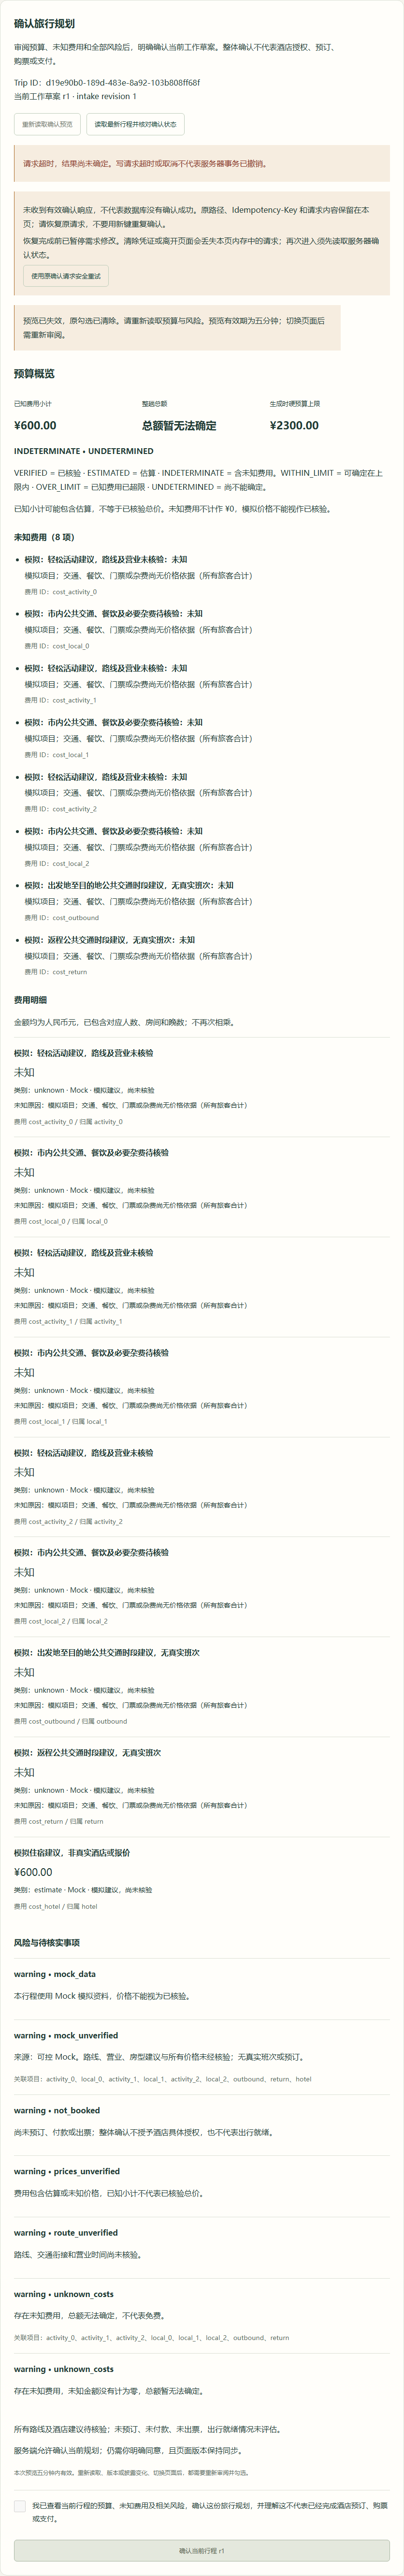 确认旅行规划
审阅预算、未知费用和全部风险后，明确确认当前工作草案。整体确认不代表酒店授权、预订、
购票或支付。
Trip ID：d19e90b0-189d-483e-8a92-103b808ff68f
当前工作草案 r1 · intake revision 1
重新读取确认预览
读取最新行程并核对确认状态
请求超时，结果尚未确定。写请求超时或取消不代表服务器事务已撤销。
未收到有效确认响应，不代表数据库没有确认成功。原路径、Idempotency-Key 和请求内容保留在本
页；请恢复原请求，不要用新键重复确认。
恢复完成前已暂停需求修改。清除凭证或离开页面会丢失本页内存中的请求；再次进入须先读取服务器确
认状态。
使用原确认请求安全重试
预览已失效，原勾选已清除。请重新读取预算与风险。预览有效期为五分钟；切换页面后
需重新审阅。
预算概览
已知费用小计
整趟总额
生成时硬预算上限
¥600.00
总额暂无法确定
¥2300.00
INDETERMINATE • UNDETERMINED
VERIFIED = 已核验 · ESTIMATED = 估算 · INDETERMINATE = 含未知费用。WITHIN_LIMIT = 可确定在上
限内 · OVER_LIMIT = 已知费用已超限 · UNDETERMINED = 尚不能确定。
已知小计可能包含估算，不等于已核验总价。未知费用不计作 ¥0，模拟价格不能视作已核验。
未知费用（8 项）
模拟：轻松活动建议，路线及营业未核验：未知
模拟项目；交通、餐饮、门票或杂费尚无价格依据（所有旅客合计）
费用 ID：cost_activity_0
模拟：市内公共交通、餐饮及必要杂费待核验：未知
模拟项目；交通、餐饮、门票或杂费尚无价格依据（所有旅客合计）
费用 ID：cost_local_0
模拟：轻松活动建议，路线及营业未核验：未知
模拟项目；交通、餐饮、门票或杂费尚无价格依据（所有旅客合计）
费用 ID：cost_activity_1
模拟：市内公共交通、餐饮及必要杂费待核验：未知
模拟项目；交通、餐饮、门票或杂费尚无价格依据（所有旅客合计）
费用 ID：cost_local_1
模拟：轻松活动建议，路线及营业未核验：未知
模拟项目；交通、餐饮、门票或杂费尚无价格依据（所有旅客合计）
费用 ID：cost_activity_2
模拟：市内公共交通、餐饮及必要杂费待核验：未知
模拟项目；交通、餐饮、门票或杂费尚无价格依据（所有旅客合计）
费用 ID：cost_local_2
模拟：出发地至目的地公共交通时段建议，无真实班次：未知
模拟项目；交通、餐饮、门票或杂费尚无价格依据（所有旅客合计）
费用 ID：cost_outbound
模拟：返程公共交通时段建议，无真实班次：未知
模拟项目；交通、餐饮、门票或杂费尚无价格依据（所有旅客合计）
费用 ID：cost_return
费用明细
金额均为人民币元，已包含对应人数、房间和晚数；不再次相乘。
模拟：轻松活动建议，路线及营业未核验
未知
类别：unknown · Mock · 模拟建议，尚未核验
未知原因：模拟项目；交通、餐饮、门票或杂费尚无价格依据（所有旅客合计）
费用 cost_activity_0 / 归属 activity_0
模拟：市内公共交通、餐饮及必要杂费待核验
未知
类别：unknown · Mock · 模拟建议，尚未核验
未知原因：模拟项目；交通、餐饮、门票或杂费尚无价格依据（所有旅客合计）
费用 cost_local_0 / 归属 local_0
模拟：轻松活动建议，路线及营业未核验
未知
类别：unknown · Mock · 模拟建议，尚未核验
未知原因：模拟项目；交通、餐饮、门票或杂费尚无价格依据（所有旅客合计）
费用 cost_activity_1 / 归属 activity_1
模拟：市内公共交通、餐饮及必要杂费待核验
未知
类别：unknown · Mock · 模拟建议，尚未核验
未知原因：模拟项目；交通、餐饮、门票或杂费尚无价格依据（所有旅客合计）
费用 cost_local_1 / 归属 local_1
模拟：轻松活动建议，路线及营业未核验
未知
类别：unknown · Mock · 模拟建议，尚未核验
未知原因：模拟项目；交通、餐饮、门票或杂费尚无价格依据（所有旅客合计）
费用 cost_activity_2 / 归属 activity_2
模拟：市内公共交通、餐饮及必要杂费待核验
未知
类别：unknown · Mock · 模拟建议，尚未核验
未知原因：模拟项目；交通、餐饮、门票或杂费尚无价格依据（所有旅客合计）
费用 cost_local_2 / 归属 local_2
模拟：出发地至目的地公共交通时段建议，无真实班次
未知
类别：unknown · Mock · 模拟建议，尚未核验
未知原因：模拟项目；交通、餐饮、门票或杂费尚无价格依据（所有旅客合计）
费用 cost_outbound / 归属 outbound
模拟：返程公共交通时段建议，无真实班次
未知
类别：unknown · Mock · 模拟建议，尚未核验
未知原因：模拟项目；交通、餐饮、门票或杂费尚无价格依据（所有旅客合计）
费用 cost_return / 归属 return
模拟住宿建议，非真实酒店或报价
¥600.00
类别：estimate · Mock · 模拟建议，尚未核验
费用 cost_hotel / 归属 hotel
风险与待核实事项
warning • mock_data
本行程使用 Mock 模拟资料，价格不能视为已核验。
warning • mock_unverified
来源：可控 Mock。路线、营业、房型建议与所有价格未经核验；无真实班次或预订。
关联项目：activity_0、local_0、activity_1、local_1、activity_2、local_2、outbound、return、hotel
warning • not_booked
尚未预订、付款或出票；整体确认不授予酒店具体授权，也不代表出行就绪。
warning • prices_unverified
费用包含估算或未知价格，已知小计不代表已核验总价。
warning • route_unverified
路线、交通衔接和营业时间尚未核验。
warning • unknown_costs
存在未知费用，总额无法确定，不代表免费。
关联项目：activity_0、activity_1、activity_2、local_0、local_1、local_2、outbound、return
warning • unknown_costs
存在未知费用，未知金额没有计为零，总额暂无法确定。
所有路线及酒店建议待核验；未预订、未付款、未出票，出行就绪情况未评估。
服务端允许确认当前规划；仍需你明确同意，且页面版本保持同步。
本次预览五分钟内有效。重新读取、版本或披露变化、切换页面后，都需要重新审阅并勾选。
我已查看当前行程的预算、未知费用及相关风险，确认这份旅行规划，并理解这不代表已经完成酒店预订、购票
或支付。
确认当前行程 r1